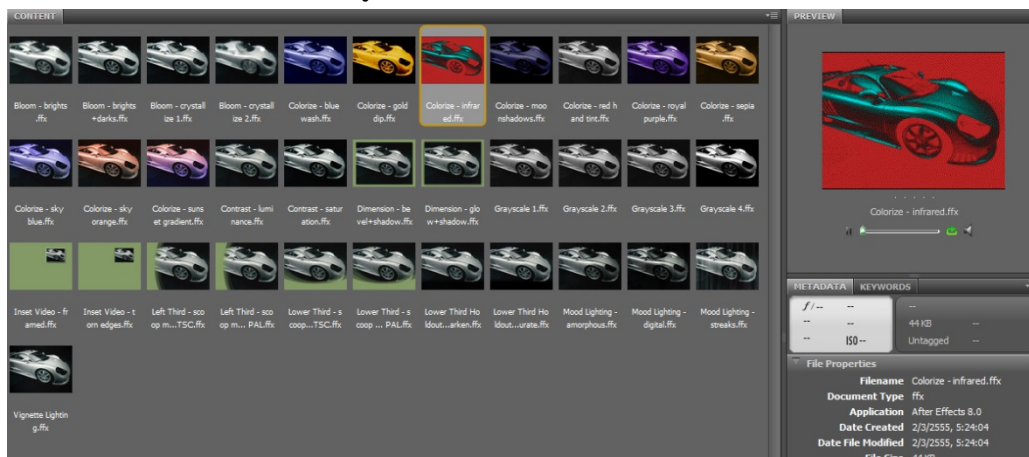 CONTENT
PREVIEW
Bloom - brights
.ffx
Bloom - brights
+darks.ffx
Bloom - crystall
ize 1.ffx
Bloom - crystall
ize 2.ffx
Colorize - blue
wash.ffx
Colorize - gold
dip.ffx
Colorize - infrar
ed.ffx
Colorize - moo
nshadows.ffx
Colorize - red h
and tint.ffx
Colorize - royal
purple.ffx
Colorize - sepia
.ffx
Colorize - sky
blue.ffx
Colorize - sky
orange.ffx
Colorize - suns
et gradient.ffx
Contrast - lumi
nance.ffx
Contrast - satur
ation.ffx
Dimension - be
vel+shadow.ffx
Dimension - glo
w+shadow.ffx
Grayscale 1.ffx
Grayscale 2.ffx
Grayscale 3.ffx
Grayscale 4.ffx
Inset Video - fr
amed.ffx
Inset Video - t
orn edges.ffx
Left Third - sco
op m...TSC.ffx
Left Third - sco
op m... PAL.ffx
Lower Third - s
coop...TSC.ffx
Lower Third - s
coop ... PAL.ffx
Lower Third Ho
ldout...arken.ffx
Lower Third Ho
ldout...urate.ffx
Mood Lighting -
amorphous.ffx
Mood Lighting -
digital.ffx
Mood Lighting -
streaks.ffx
Vignette Lightin
g.ffx
Colorize - infrared.ffx
METADATA KEYWORDS
f/-- --
-- --
-- ISO --
--
44 KB --
Untagged --
File Properties
Filename Colorize - infrared.ffx
Document Type ffx
Application After Effects 8.0
Date Created 2/3/2555, 5:24:04
Date File Modified 2/3/2555, 5:24:04
File Size 44 KB